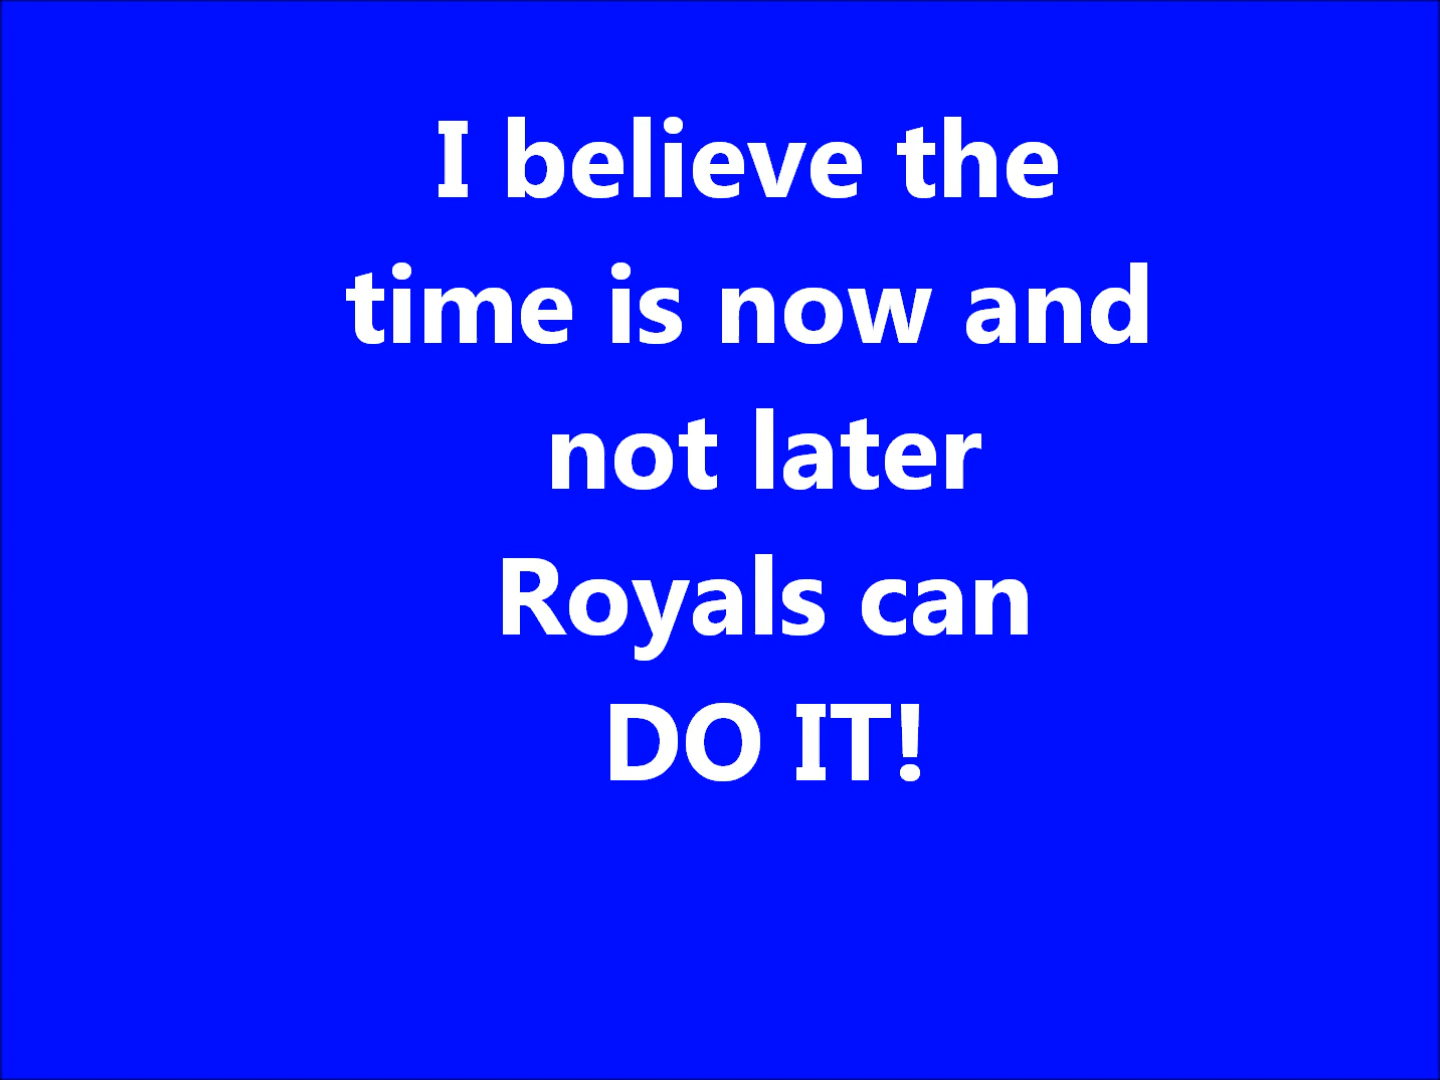 I believe the
time is now and
not later
Royals can
DO IT!